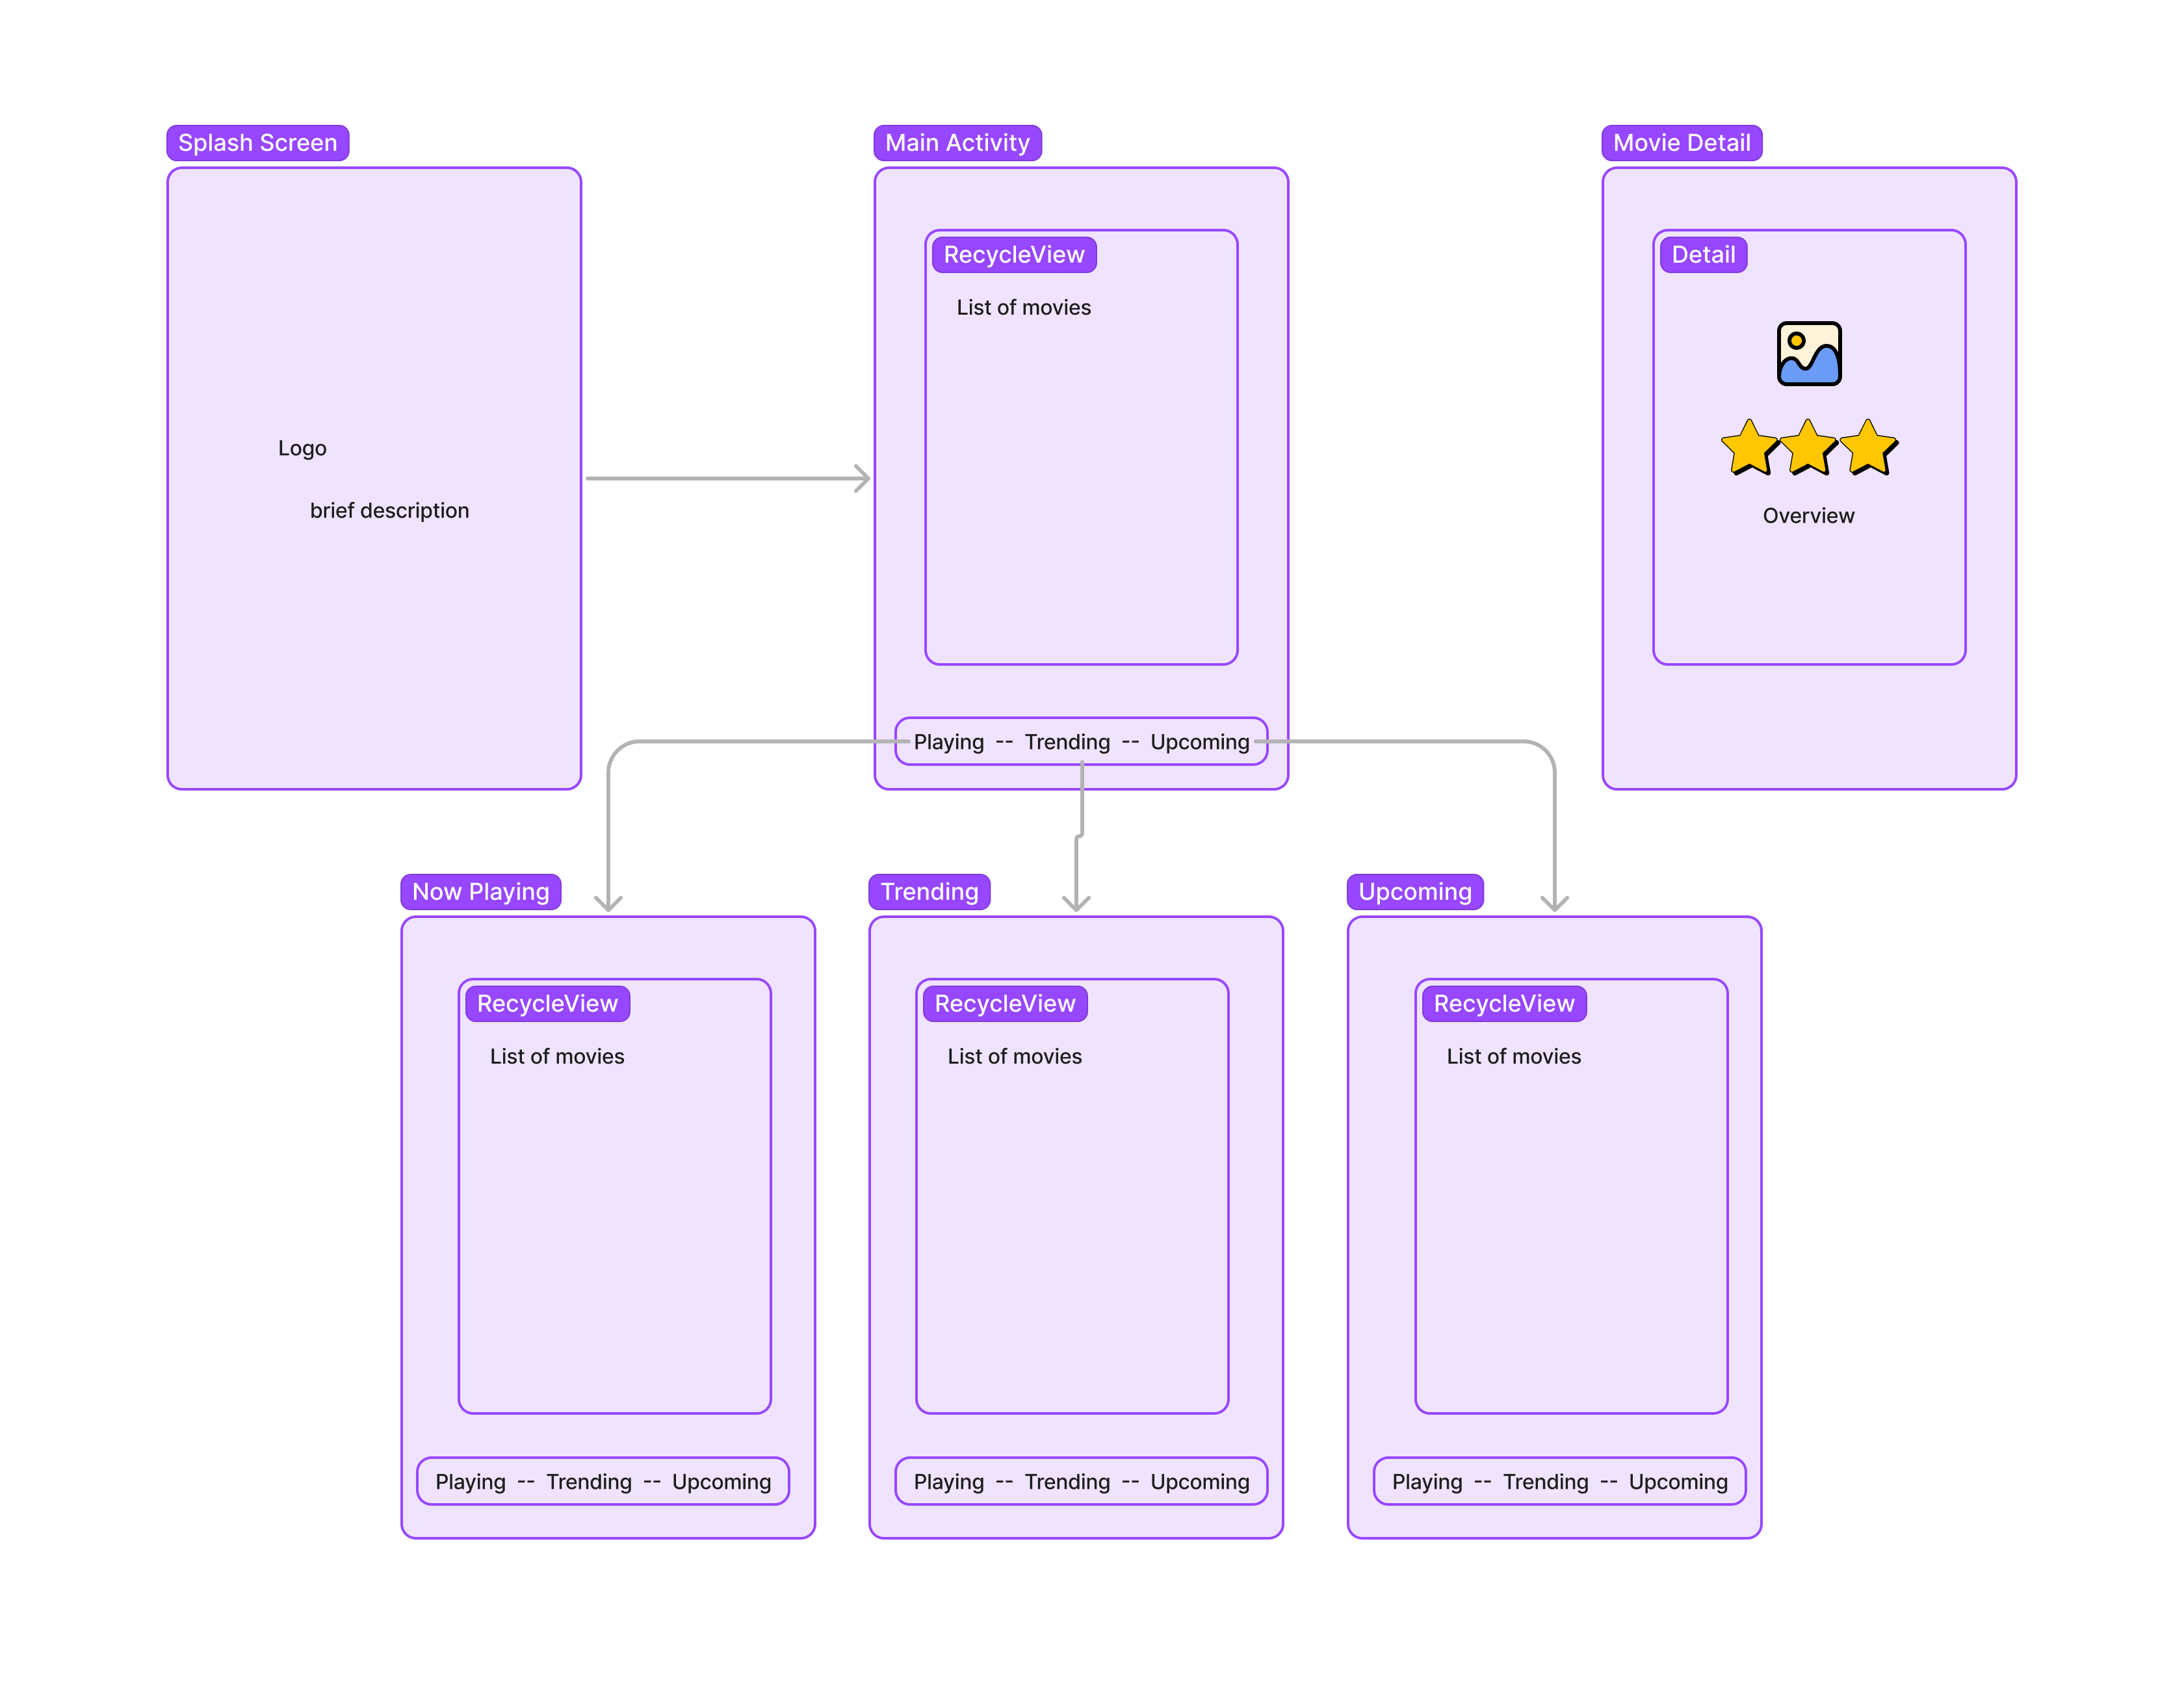 Splash Screen
Logo
brief description
Main Activity
RecycleView
List of movies
Playing -- Trending -- Upcoming
Movie Detail
Detail
Overview
Now Playing
RecycleView
List of movies
Playing -- Trending -- Upcoming
Trending
RecycleView
List of movies
Playing -- Trending -- Upcoming
Upcoming
RecycleView
List of movies
Playing -- Trending -- Upcoming